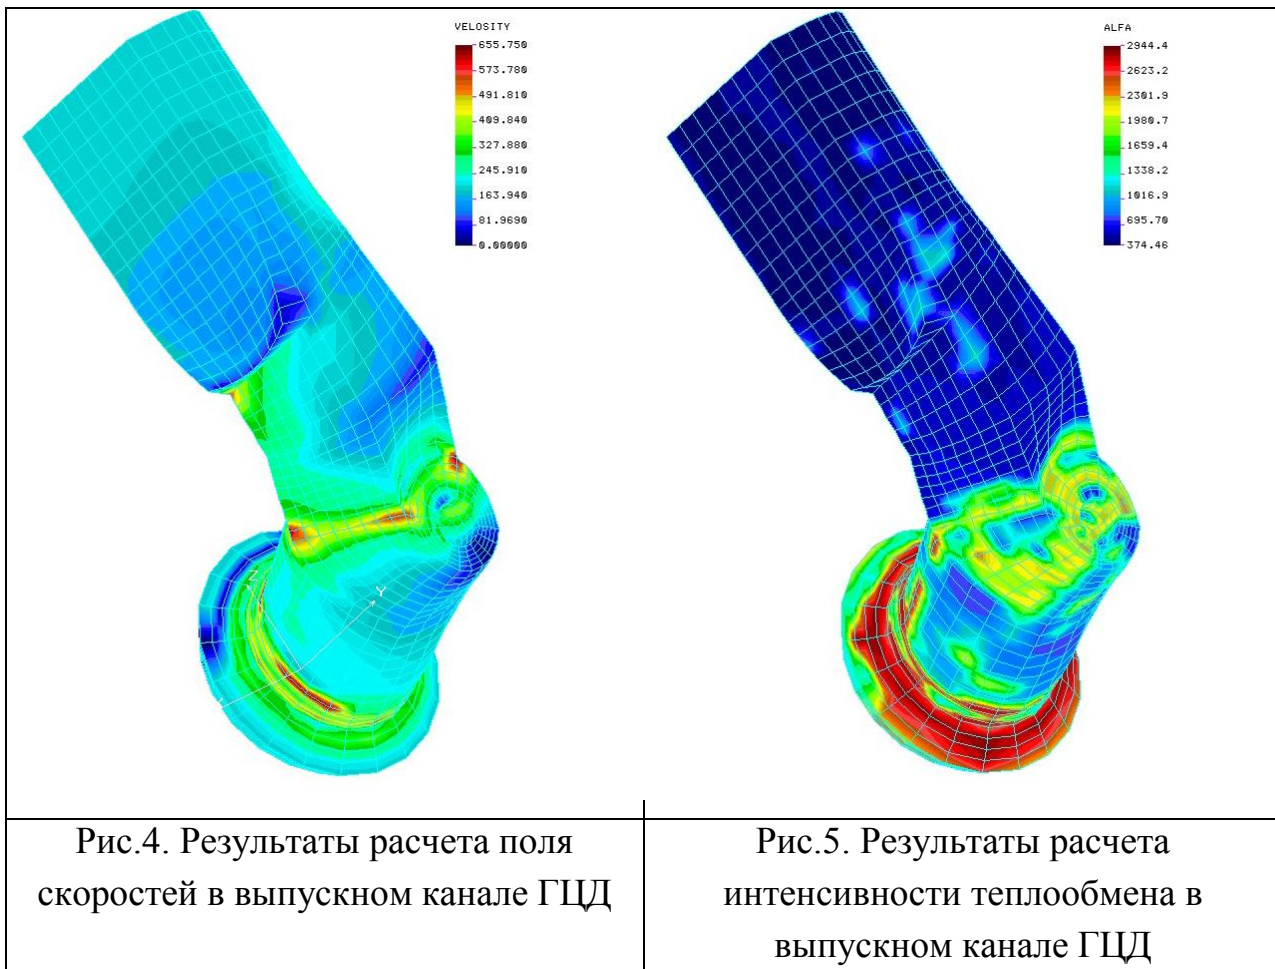 VELOSITY
655.750
573.780
491.810
409.840
327.880
245.910
163.940
81.9690
0.00000
Z
Y
ALFA
2944.4
2623.2
2301.9
1980.7
1659.4
1338.2
1016.9
695.70
374.46
Рис.4. Результаты расчета поля
скоростей в выпускном канале ГЦД
Рис.5. Результаты расчета
интенсивности теплообмена в
выпускном канале ГЦД